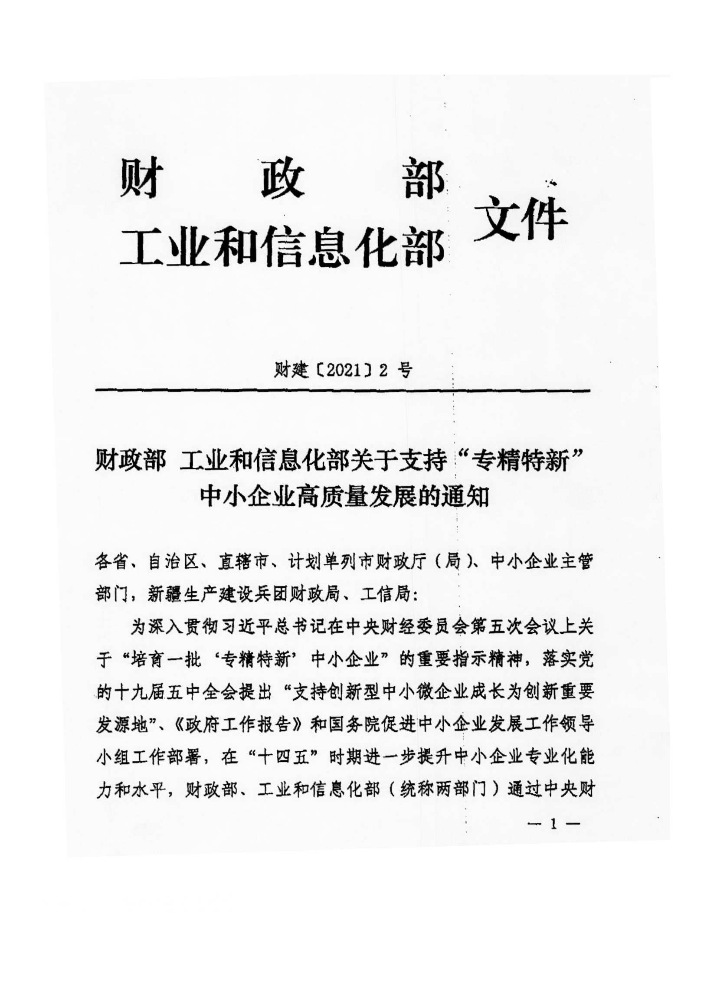 财政部
工业和信息化部
文件
财建〔2021〕2 号
财政部 工业和信息化部关于支持“专精特新”
中小企业高质量发展的通知
各省、自治区、直辖市、计划单列市财政厅（局）、中小企业主管
部门，新疆生产建设兵团财政局、工信局：
为深入贯彻习近平总书记在中央财经委员会第五次会议上关
于“培育一批‘专精特新’中小企业”的重要指示精神，落实党
的十九届五中全会提出“支持创新型中小微企业成长为创新重要
发源地”、《政府工作报告》和国务院促进中小企业发展工作领导
小组工作部署，在“十四五”时期进一步提升中小企业专业化能
力和水平，财政部、工业和信息化部（统称两部门）通过中央财
— 1 —